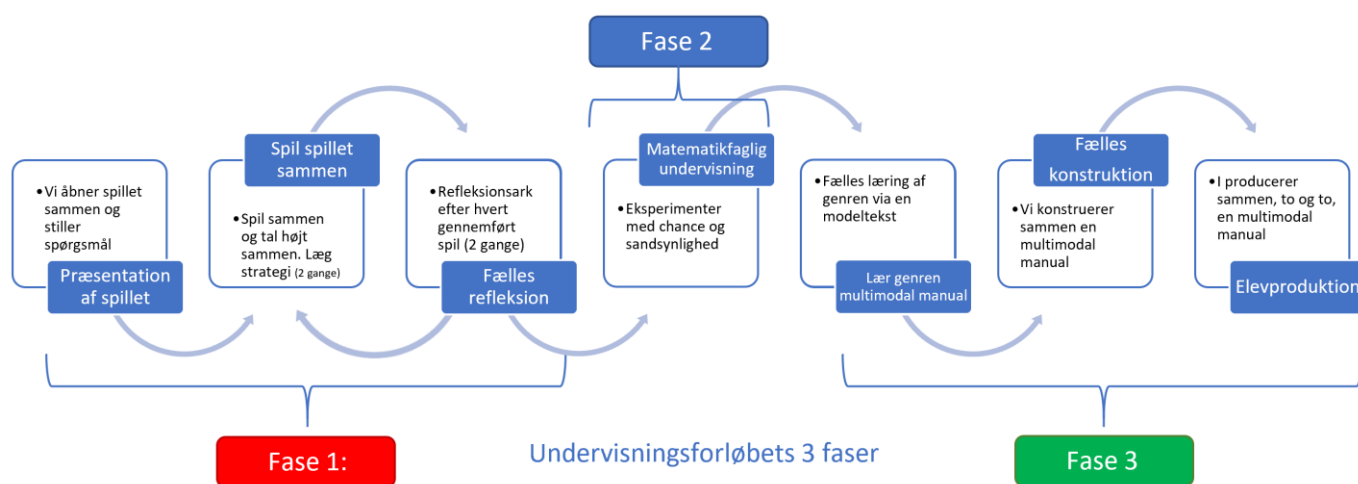 Fase 2
•Vi åbner spillet
sammen og
stiller
spørgsmål
Præsentation
af spillet
Spil spillet
sammen
•Spil sammen
og tal højt
sammen. Læg
strategi (2 gange)
•Refleksionsark
efter hvert
gennemført
spil (2 gange)
Fælles
refleksion
Matematikfaglig
undervisning
•Eksperimenter
med chance og
sandsynlighed
•Fælles læring af
genren via en
modeltekst
Lær genren
multimodal manual
Fælles
konstruktion
•Vi konstruerer
sammen en
multimodal
manual
•I producerer
sammen, to og to,
en multimodal
manual
Elevproduktion
Fase 1:
Undervisningsforløbets 3 faser
Fase 3